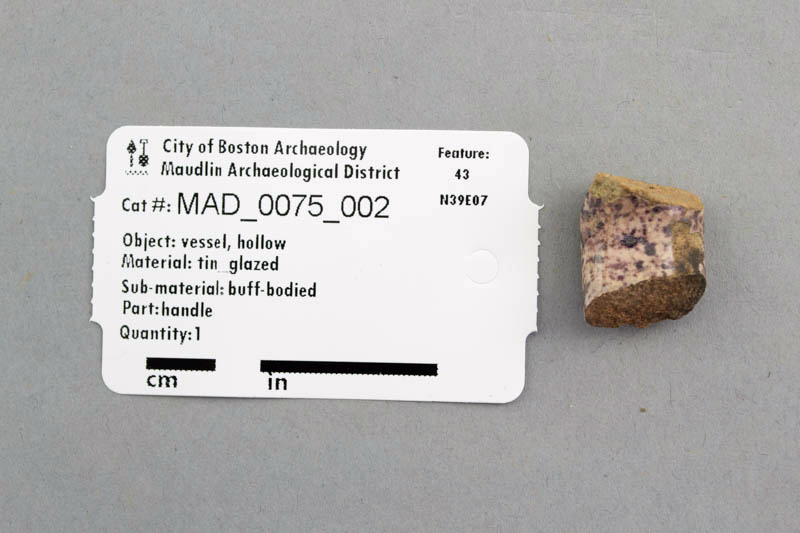 City of Boston Archaeology
Maudlin Archaeological District
Feature:
43
N39E07
Cat #: MAD_0075_002
Object: vessel, hollow
Material: tin_glazed
Sub-material: buff-bodied
Part: handle
Quantity: 1
cm
in